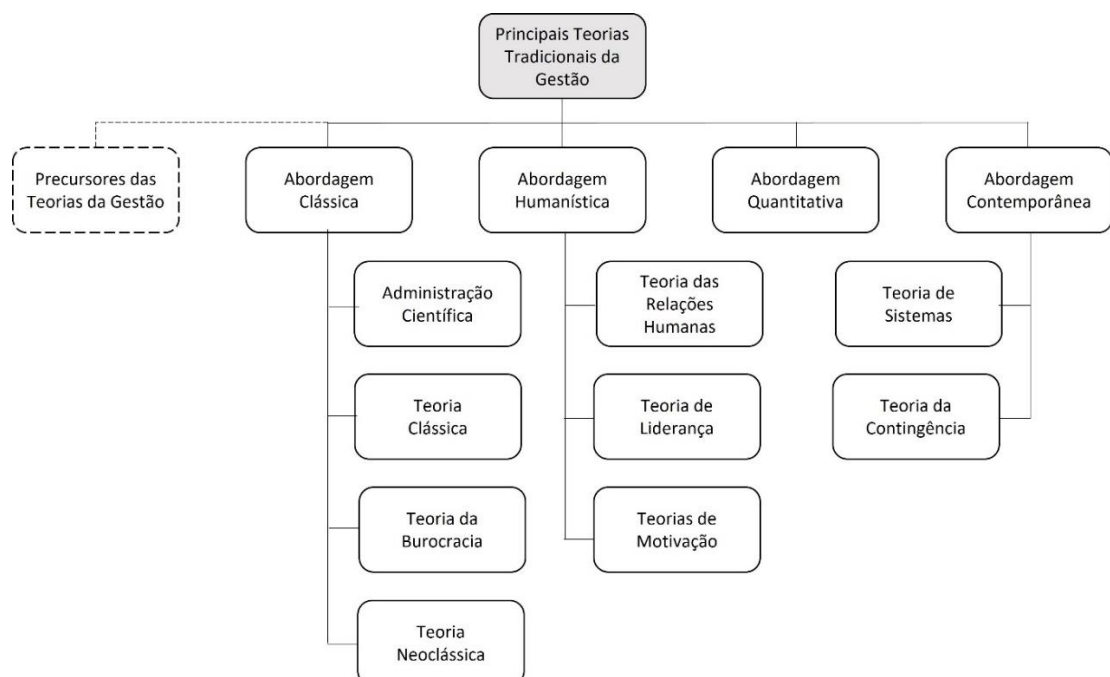 Principais Teorias
Tradicionais da
Gestão
Precursores das
Teorias da Gestão
Abordagem
Clássica
Abordagem
Humanística
Abordagem
Quantitativa
Abordagem
Contemporânea
Administração
Científica
Teoria das
Relações
Humanas
Teoria de
Sistemas
Teoria
Clássica
Teoria de
Liderança
Teoria da
Contingência
Teoria da
Burocracia
Teorias de
Motivação
Teoria
Neoclássica